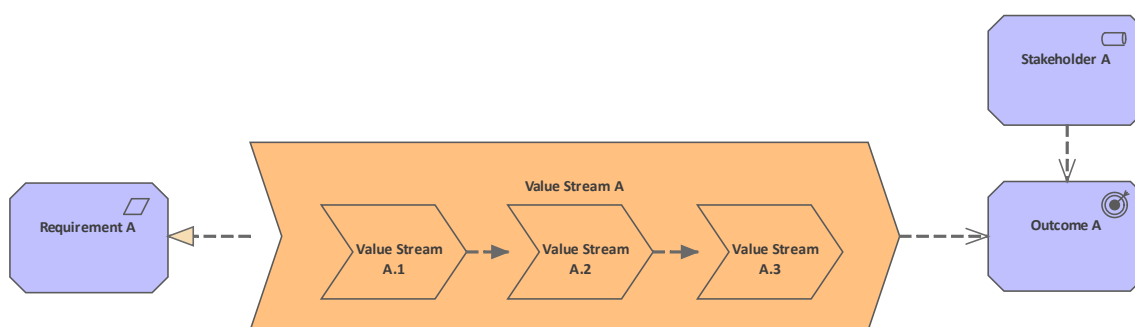 Stakeholder A
Value Stream A
Requirement A
Outcome A
Value Stream
A.1
Value Stream
A.2
Value Stream
A.3